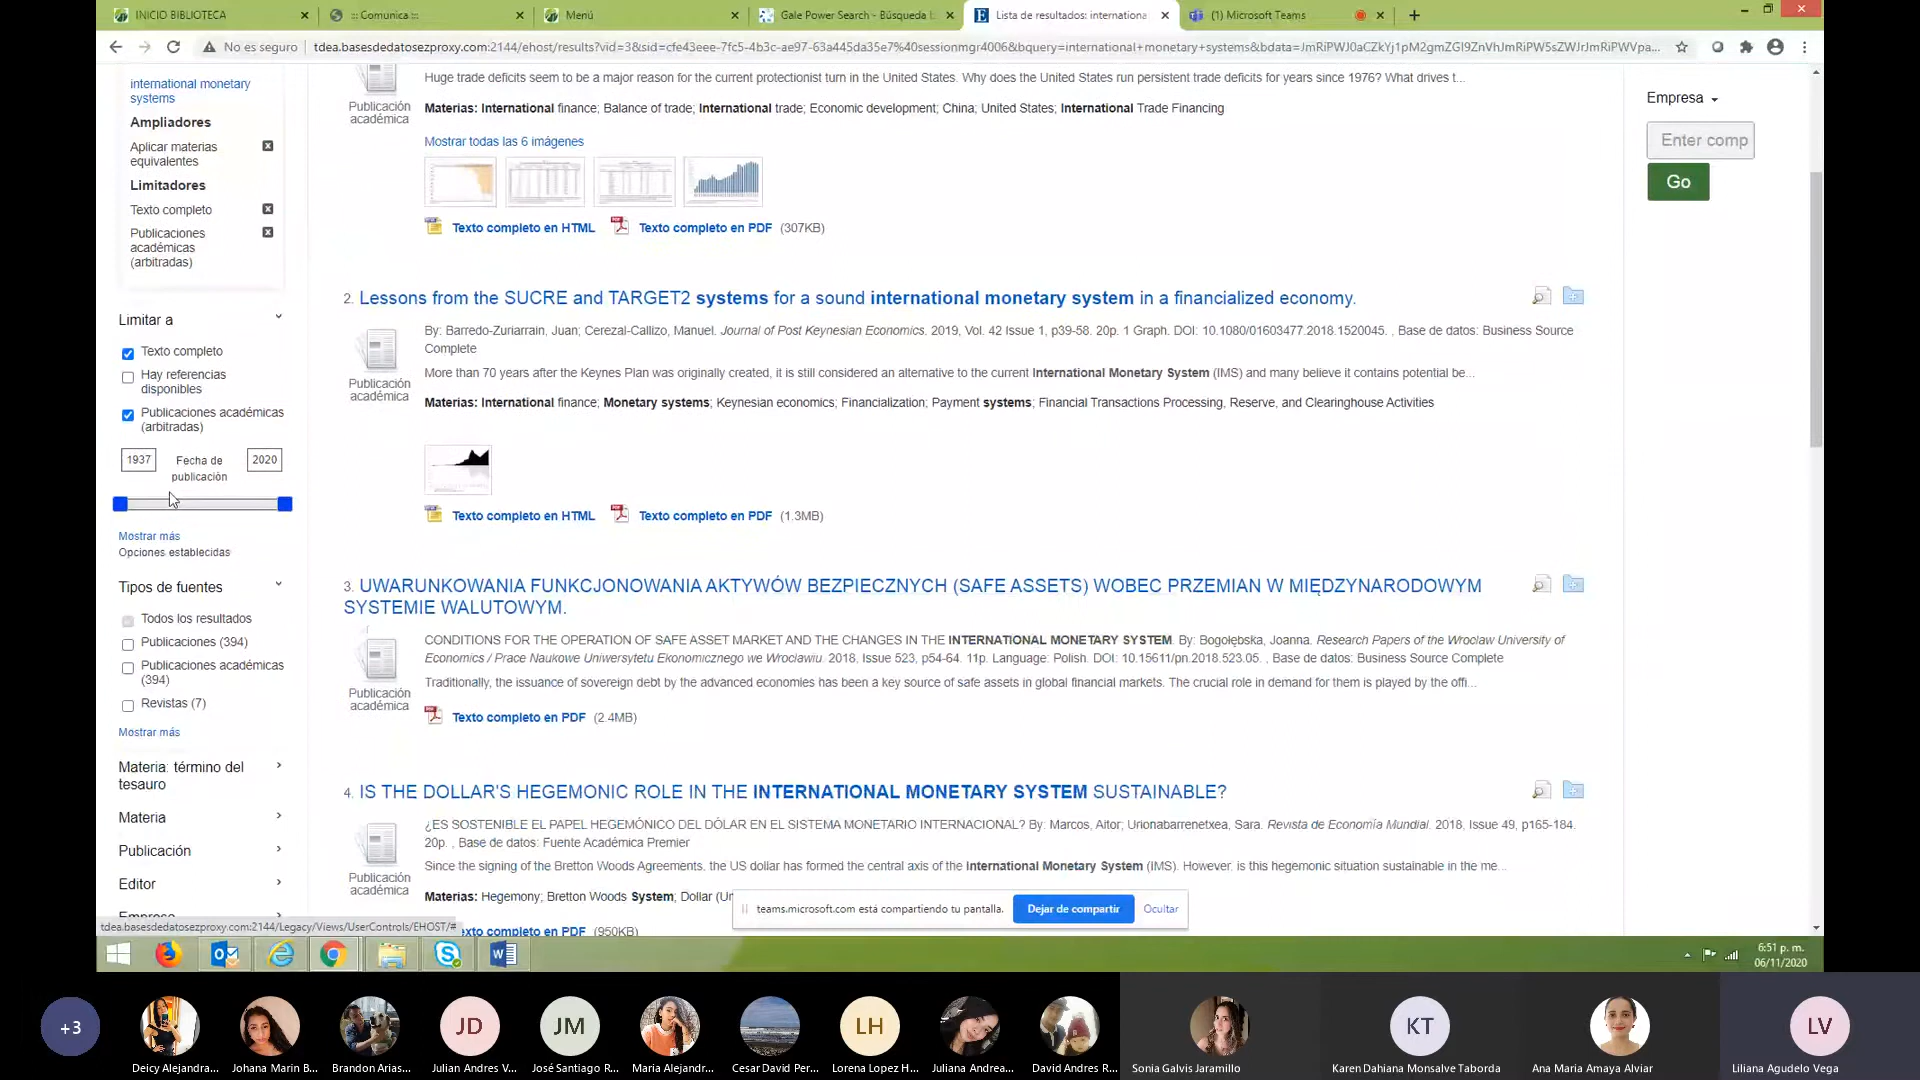 INICIO BIBLIOTECA
::: Comunica :::
Menú
Gale Power Search - Búsqueda
Lista de resultados: internationa
(1) Microsoft Teams
No es seguro
tdea.basesdedatosezproxy.com:2144/ehost/results?vid=3&sid=cfe43eee-7fc5-4b3c-ae97-63a445da35e7%40sessionmgr4006&bquery=international+monetary+systems&bdata=
international monetary
systems
Ampliadores
Aplicar materias
equivalentes
Limitadores
Texto completo
Publicaciones
académicas
(arbitradas)
Limitar a
Texto completo
Hay referencias
disponibles
Publicaciones académicas
(arbitradas)
1937
Fecha de
publicación
2020
Mostrar más
Opciones establecidas
Tipos de fuentes
Todos los resultados
Publicaciones (394)
Publicaciones académicas
(394)
Revistas (7)
Mostrar más
Materia: término del
tesauro
Materia
Publicación
Editor
Empresa
tdea.basesdedatosezproxy.com:2144/Legacy/Views/UserControls/EHOST/#
Publicación
académica
Huge trade deficits seem to be a major reason for the current protectionist turn in the United States. Why does the United States run persistent trade deficits for years since 1976? What drives t...
Materias: International finance; Balance of trade; International trade; Economic development; China; United States; International Trade Financing
Mostrar todas las 6 imágenes
Texto completo en HTML
Texto completo en PDF (307KB)
2. Lessons from the SUCRE and TARGET2 systems for a sound international monetary system in a financialized economy.
Publicación
académica
By: Barredo-Zuriarrain, Juan; Cerezal-Callizo, Manuel. Journal of Post Keynesian Economics. 2019, Vol. 42 Issue 1, p39-58. 20p. 1 Graph. DOI: 10.1080/01603477.2018.1520045. , Base de datos: Business Source
Complete
More than 70 years after the Keynes Plan was originally created, it is still considered an alternative to the current International Monetary System (IMS) and many believe it contains potential be...
Materias: International finance; Monetary systems; Keynesian economics; Financialization; Payment systems; Financial Transactions Processing, Reserve, and Clearinghouse Activities
Texto completo en HTML
Texto completo en PDF (1.3MB)
3. UWARUNKOWANIA FUNKCJONOWANIA AKTYWÓW BEZPIECZNYCH (SAFE ASSETS) WOBEC PRZEMIAN W MIĘDZYNARODOWYM
SYSTEMIE WALUTOWYM.
Publicación
académica
CONDITIONS FOR THE OPERATION OF SAFE ASSET MARKET AND THE CHANGES IN THE INTERNATIONAL MONETARY SYSTEM. By: Bogołębska, Joanna. Research Papers of the Wroclaw University of
Economics / Prace Naukowe Uniwersytetu Ekonomicznego we Wroclawiu. 2018, Issue 523, p54-64. 11p. Language: Polish. DOI: 10.15611/pn.2018.523.05. , Base de datos: Business Source Complete
Traditionally, the issuance of sovereign debt by the advanced economies has been a key source of safe assets in global financial markets. The crucial role in demand for them is played by the offi...
Texto completo en PDF (2.4MB)
4. IS THE DOLLAR'S HEGEMONIC ROLE IN THE INTERNATIONAL MONETARY SYSTEM SUSTAINABLE?
Publicación
académica
¿ES SOSTENIBLE EL PAPEL HEGEMÓNICO DEL DÓLAR EN EL SISTEMA MONETARIO INTERNACIONAL? By: Marcos, Aitor; Urionabarrenetxea, Sara. Revista de Economía Mundial. 2018, Issue 49, p165-184.
20p. , Base de datos: Fuente Académica Premier
Since the signing of the Bretton Woods Agreements, the US dollar has formed the central axis of the International Monetary System (IMS). However, is this hegemonic situation sustainable in the me...
Materias: Hegemony; Bretton Woods System; Dollar (Un
exto completo en PDF (950KB)
Empresa
Enter comp
Go
teams.microsoft.com está compartiendo tu pantalla.
Dejar de compartir
Ocultar
6:51 p. m.
06/11/2020
+3
JD
JM
LH
KT
LV
Deicy Alejandra...
Johana Marin B...
Brandon Arias...
Julian Andres V...
José Santiago R...
Maria Alejandr...
Cesar David Per...
Lorena Lopez H...
Juliana Andrea...
David Andres R...
Sonia Galvis Jaramillo
Karen Dahiana Monsalve Taborda
Ana Maria Amaya Alviar
Liliana Agudelo Vega